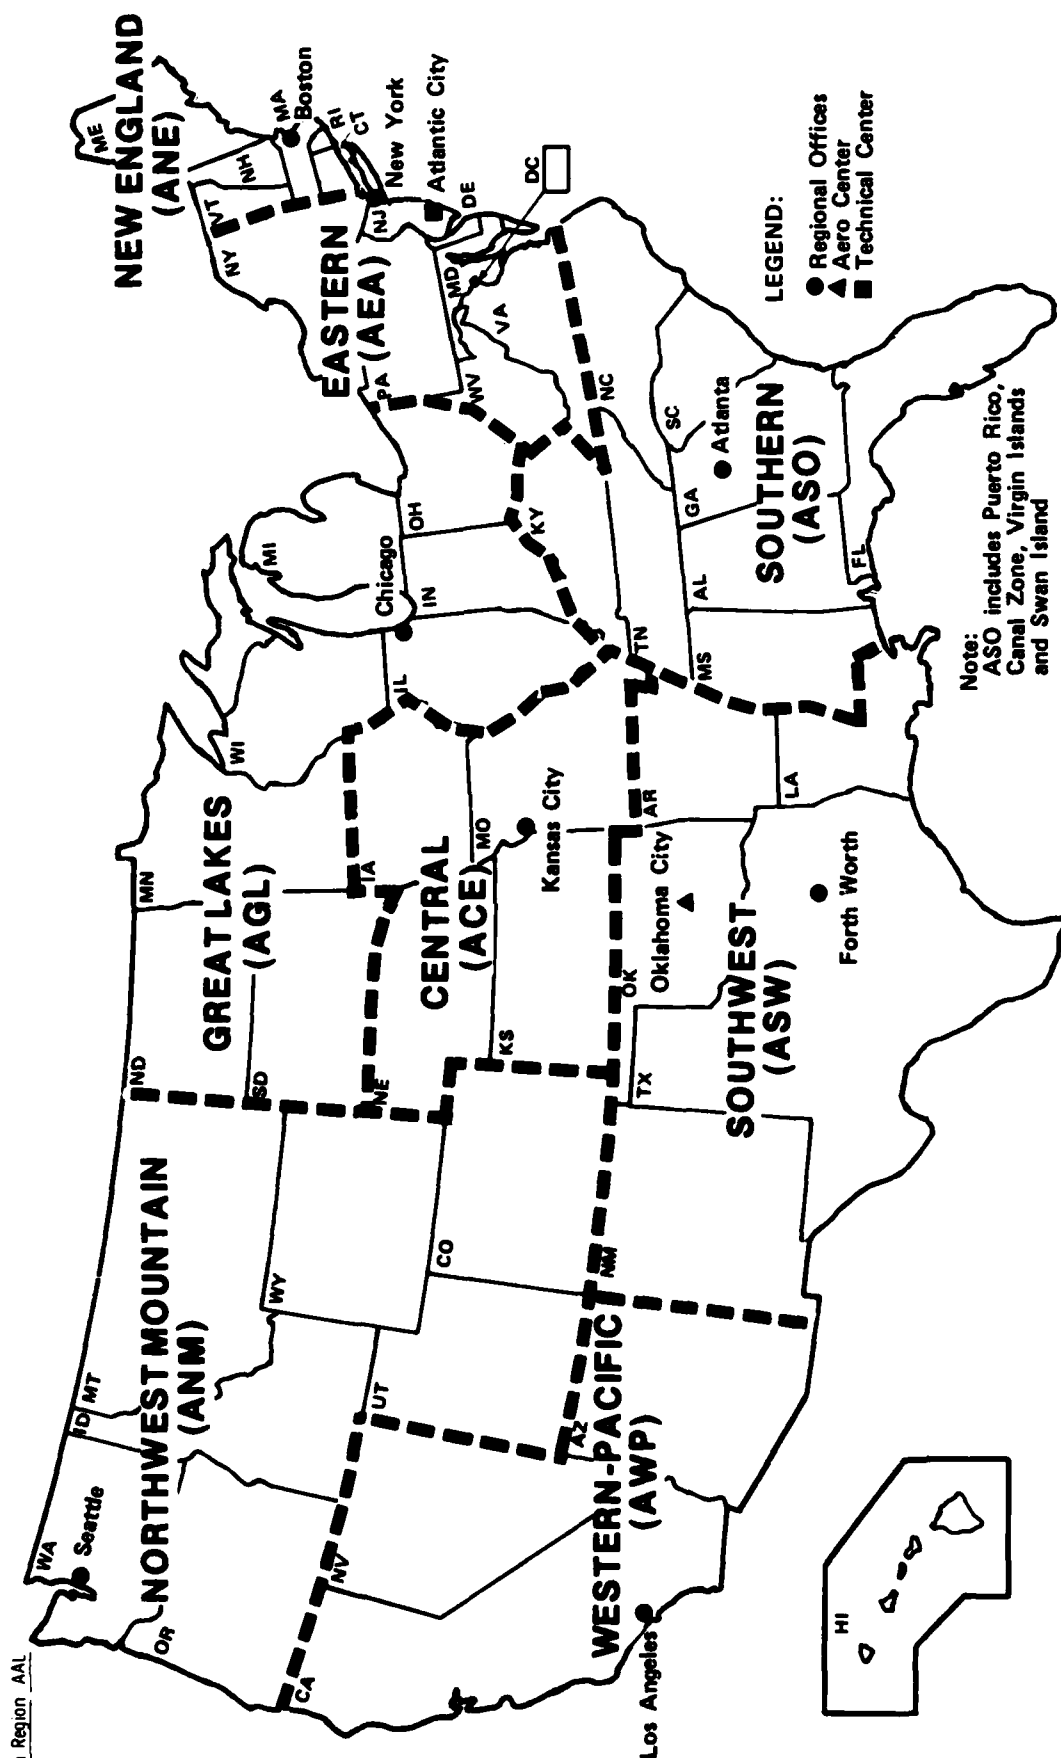 Region AAL
WA
Seattle
OR
ID
MT
NORTHWEST MOUNTAIN
(ANM)
WY
UT
CO
NV
CA
AZ
NM
WESTERN-PACIFIC
(AWP)
Los Angeles
HI
ND
SD
MN
GREAT LAKES
(AGL)
WI
MI
Chicago
IL
IN
OH
NE
IA
CENTRAL
(ACE)
KS
MO
Kansas City
OK
Oklahoma City
AR
TX
SOUTHWEST
(ASW)
Forth Worth
LA
KY
TN
MS
AL
GA
SC
NC
Atlanta
SOUTHERN
(ASO)
FL
EASTERN
(AEA)
PA
NY
NJ
WV
VA
MD
DE
DC
New York
Atlantic City
NEW ENGLAND
(ANE)
ME
VT
NH
MA
Boston
RI
CT
LEGEND:
Regional Offices
Aero Center
Technical Center
Note:
ASO includes Puerto Rico,
Canal Zone, Virgin Islands
and Swan Island